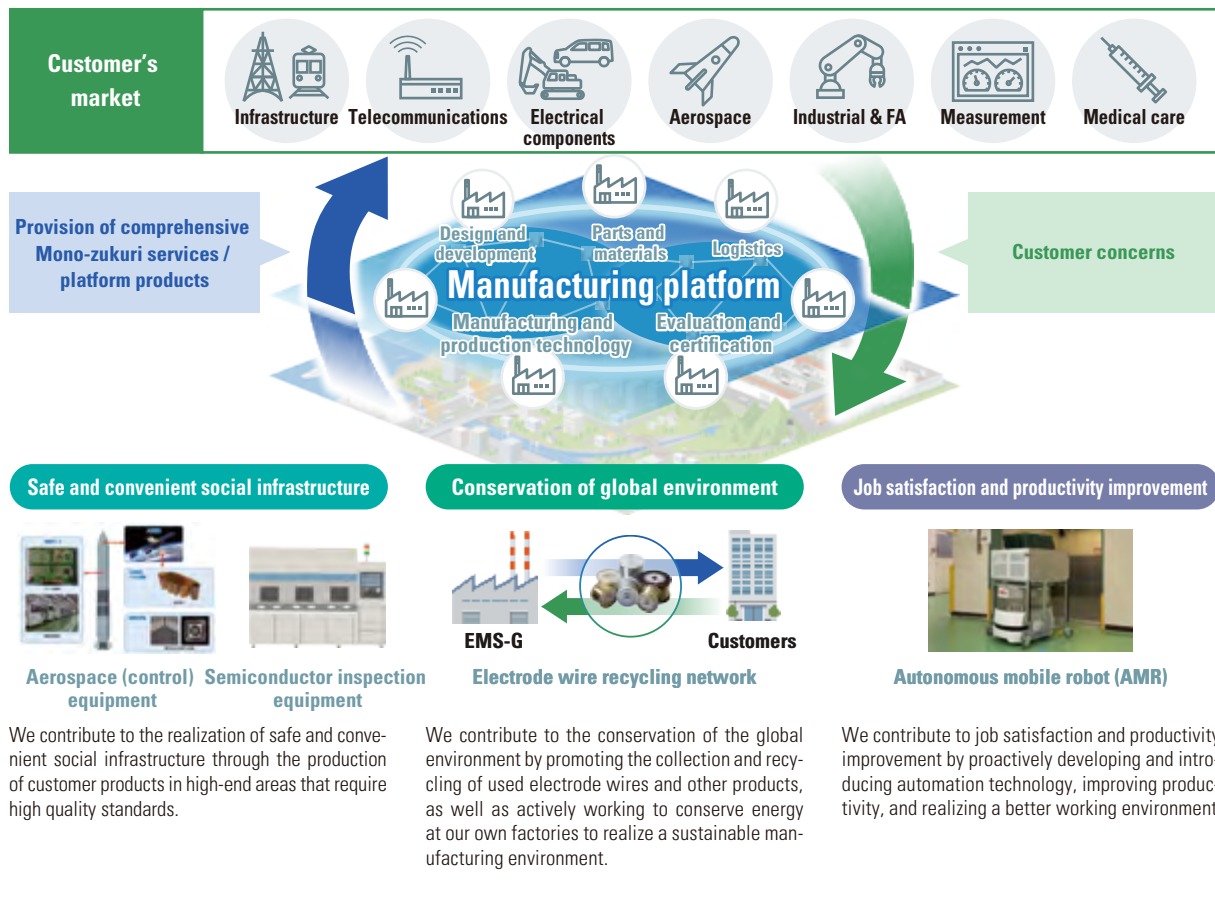 Customer's
market
Infrastructure
Telecommunications
Electrical
components
Aerospace
Industrial & FA
Measurement
Medical care
Provision of comprehensive
Mono-zukuri services /
platform products
Design and
development
Parts and
materials
Logistics
Manufacturing platform
Manufacturing and
production technology
Evaluation and
certification
Customer concerns
Safe and convenient social infrastructure
Aerospace (control)
equipment
Semiconductor inspection
equipment
We contribute to the realization of safe and conve-
nient social infrastructure through the production
of customer products in high-end areas that require
high quality standards.
Conservation of global environment
EMS-G
Customers
Electrode wire recycling network
We contribute to the conservation of the global
environment by promoting the collection and recy-
cling of used electrode wires and other products,
as well as actively working to conserve energy
at our own factories to realize a sustainable man-
ufacturing environment.
Job satisfaction and productivity improvement
Autonomous mobile robot (AMR)
We contribute to job satisfaction and productivity
improvement by proactively developing and intro-
ducing automation technology, improving produc-
tivity, and realizing a better working environment